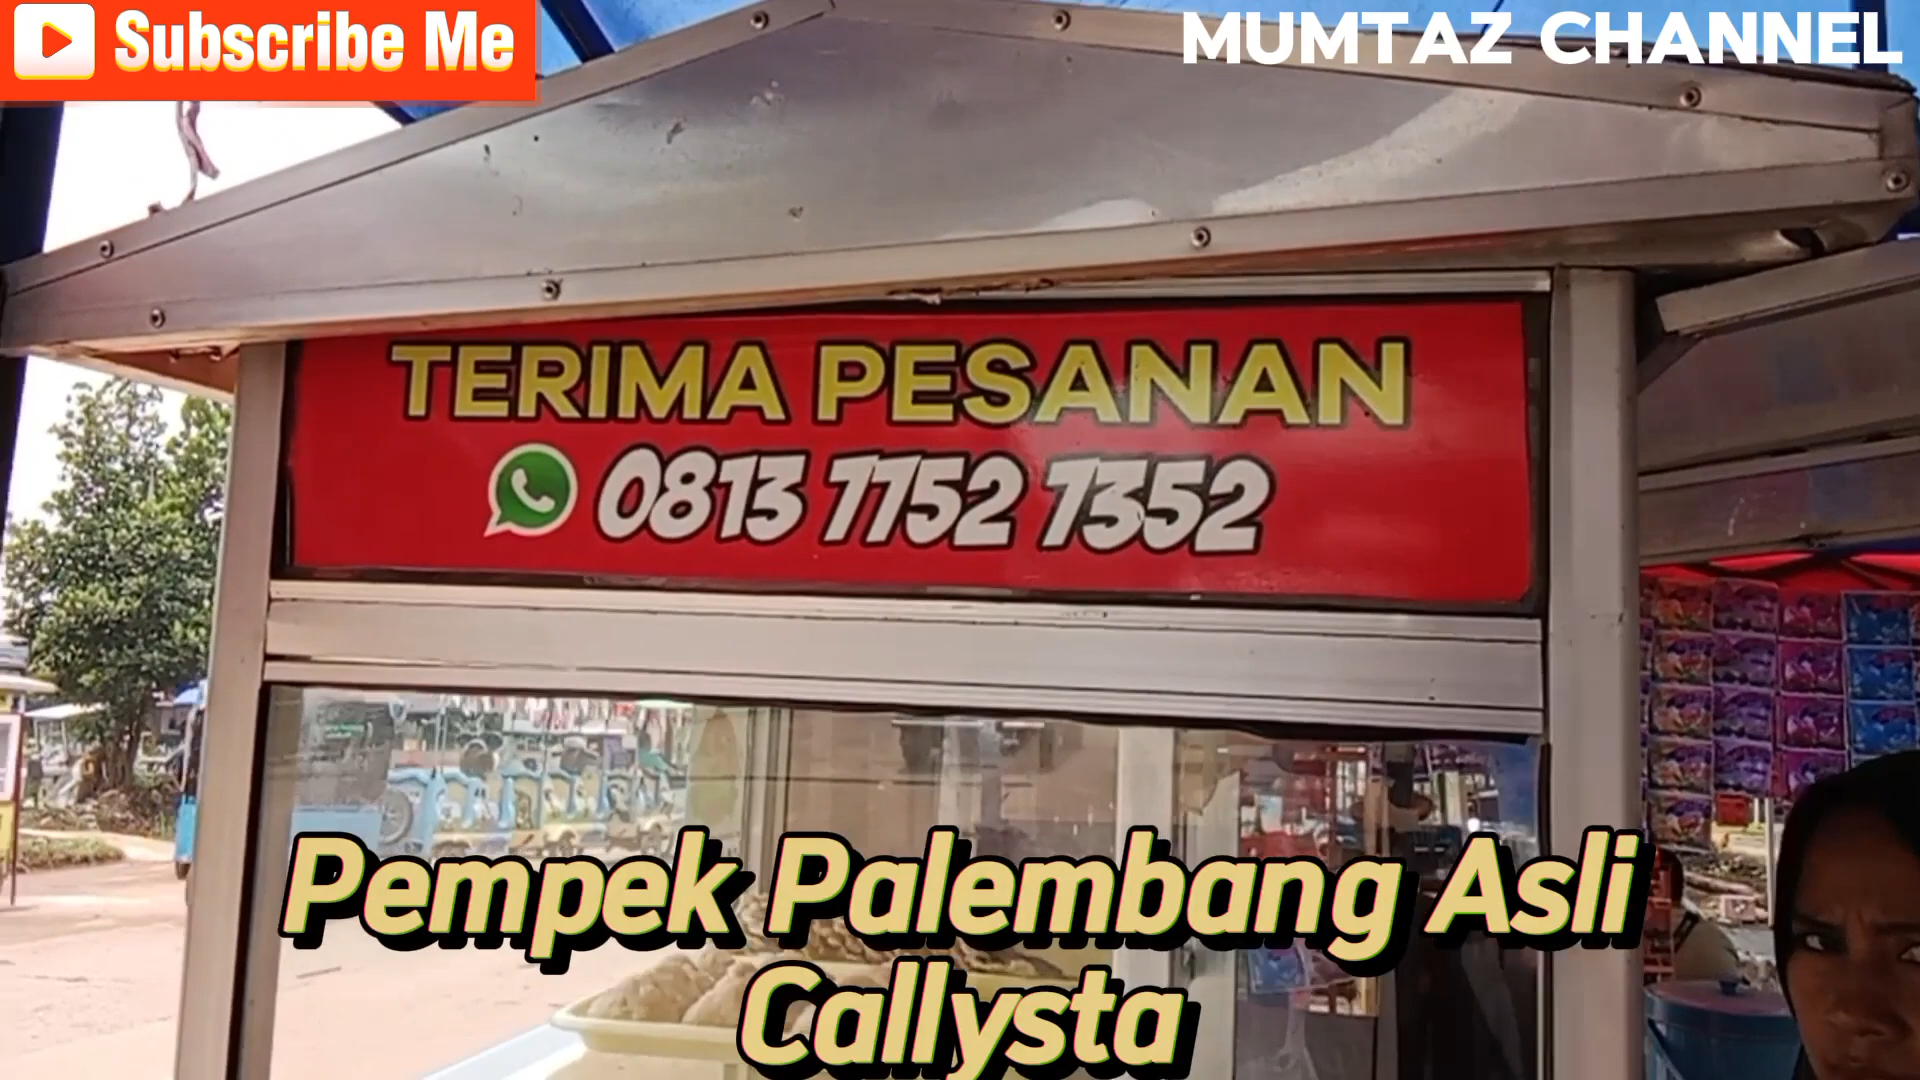 Subscribe Me
MUMTAZ CHANNEL
TERIMA PESANAN
0813 7752 7352
Pempek Palembang Asli
Callysta